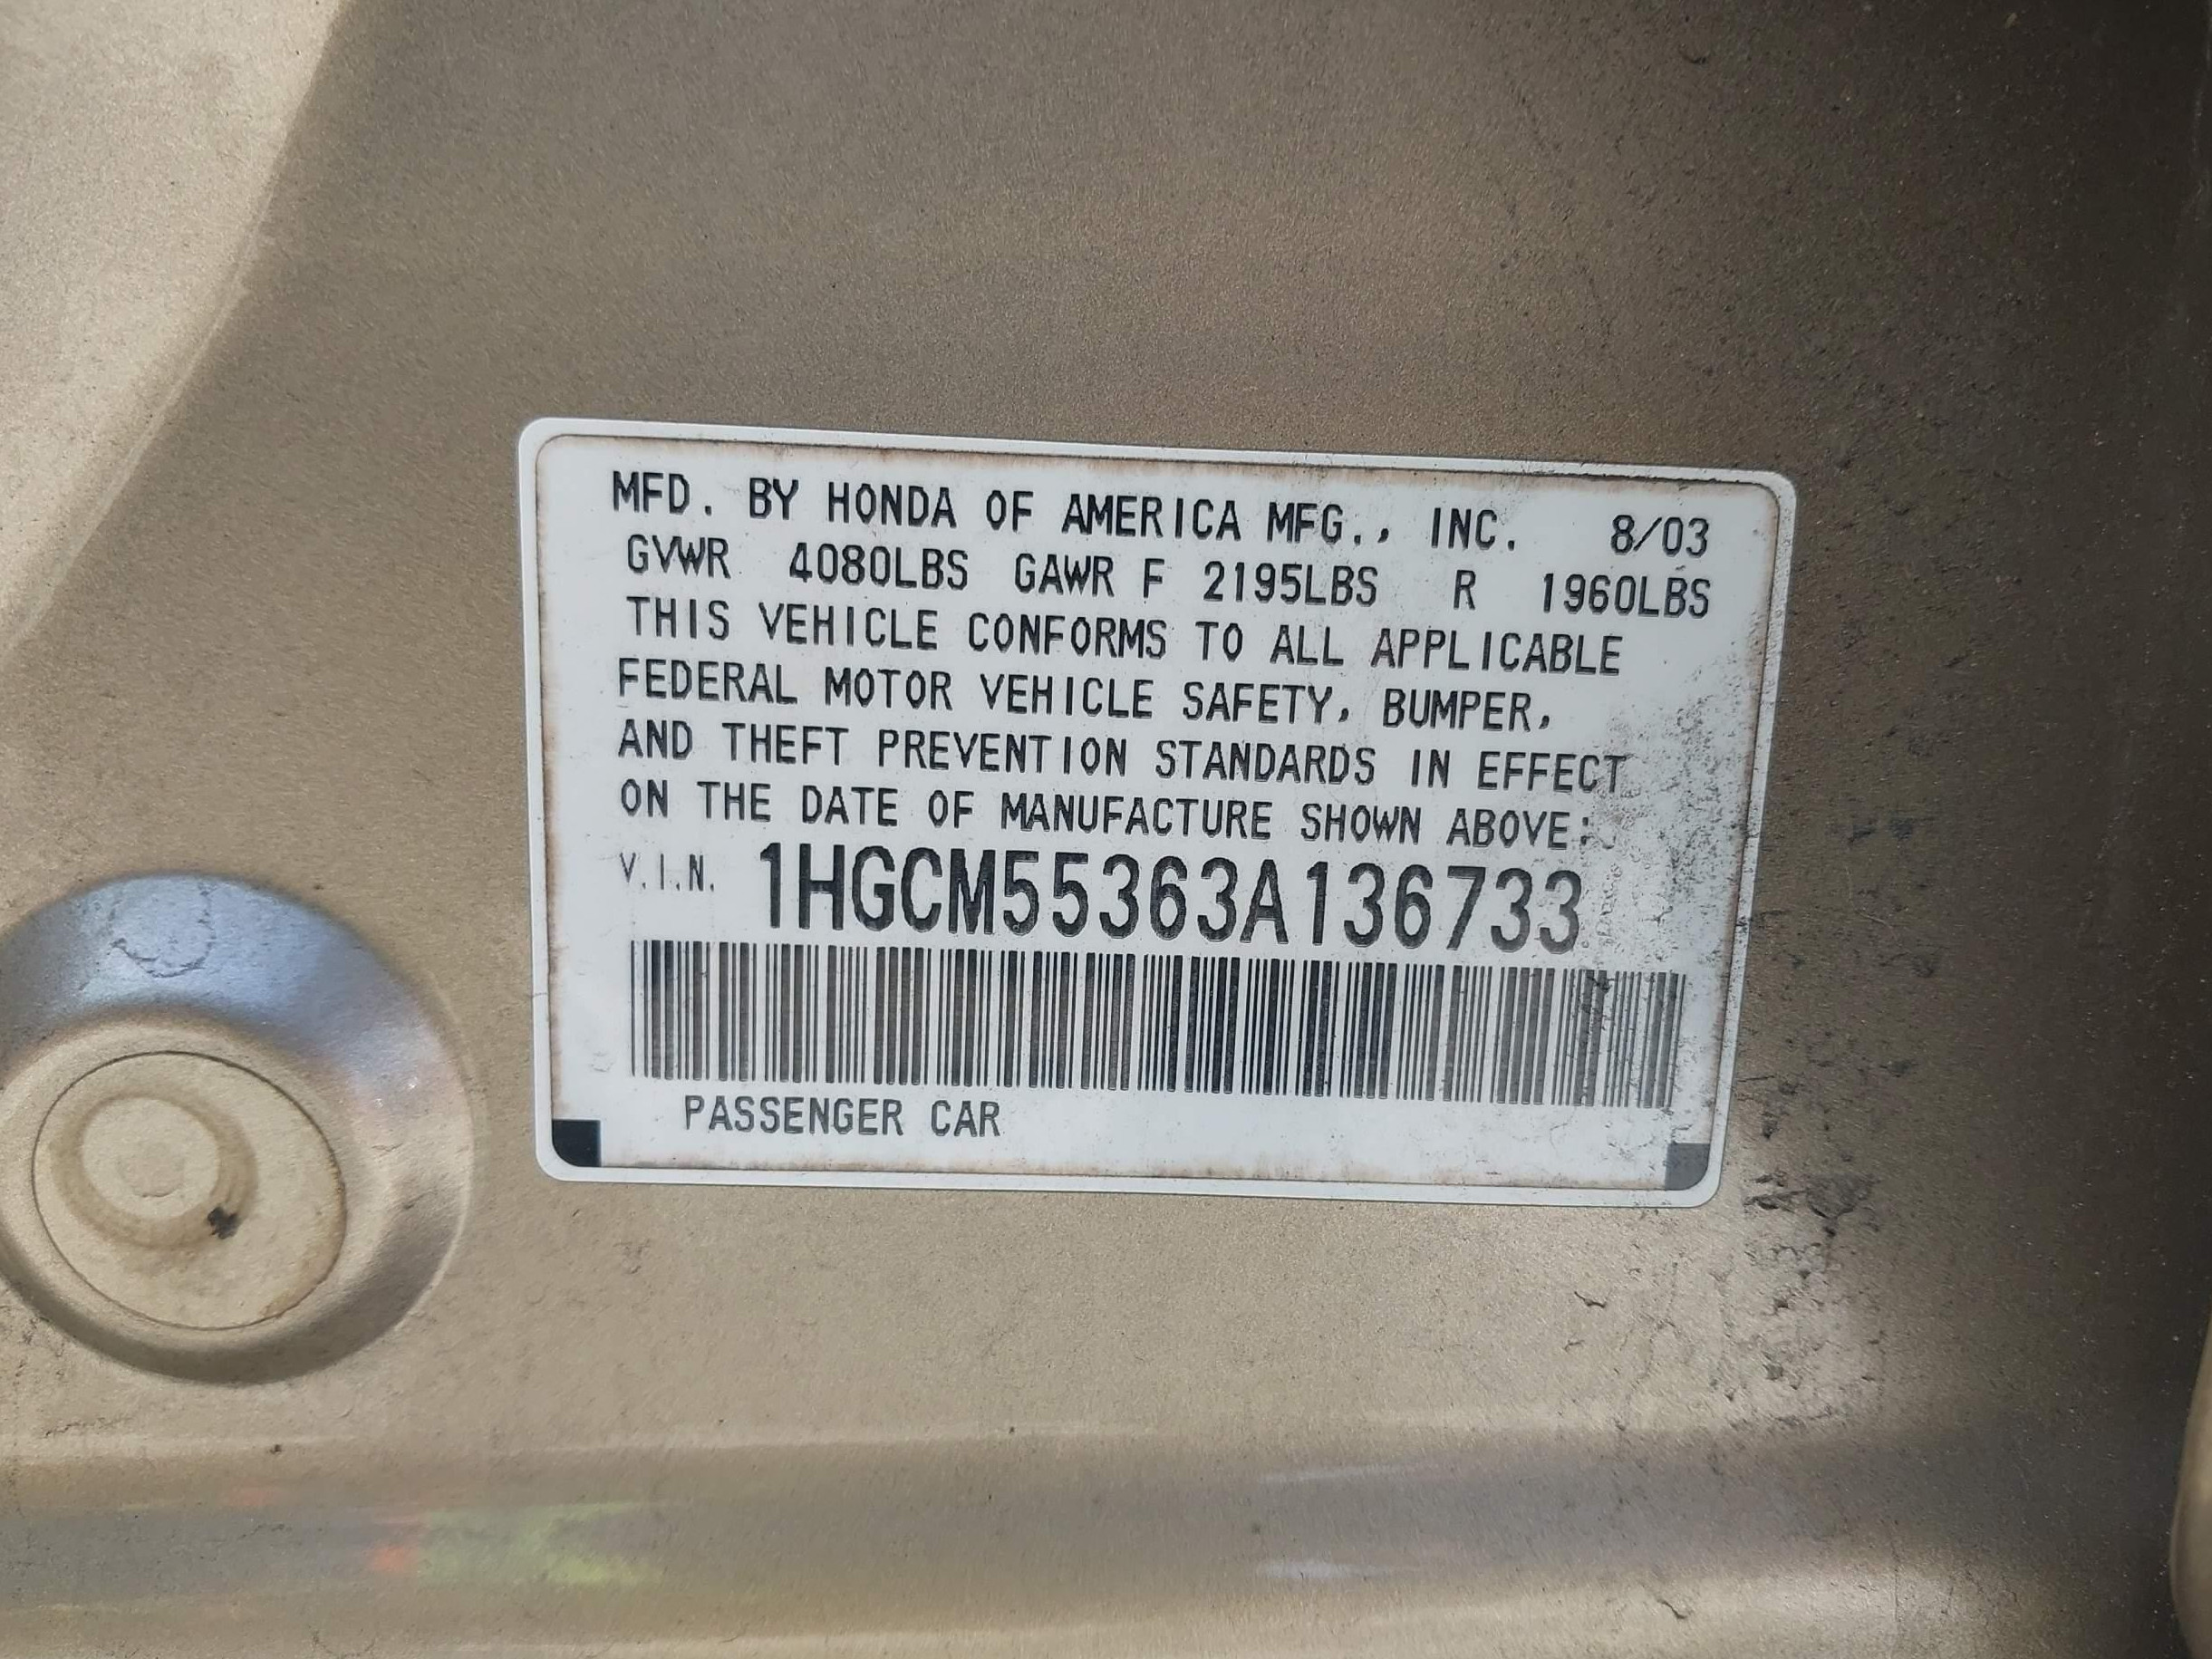 MFD. BY HONDA OF AMERICA MFG., INC. 8/03
GVWR 4080LBS GAWR F 2195LBS R 1960LBS
THIS VEHICLE CONFORMS TO ALL APPLICABLE
FEDERAL MOTOR VEHICLE SAFETY, BUMPER,
AND THEFT PREVENTION STANDARDS IN EFFECT
ON THE DATE OF MANUFACTURE SHOWN ABOVE:
V.I.N. 1HGCM55363A136733
PASSENGER CAR